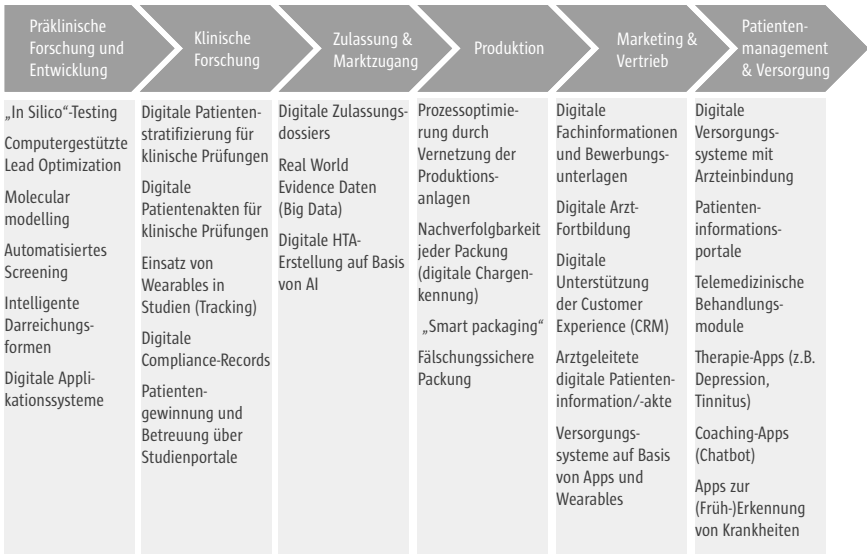 Präklinische
Forschung und
Entwicklung
Klinische
Forschung
Zulassung &
Marktzugang
Produktion
Marketing &
Vertrieb
Patienten-
management
& Versorgung
„In Silico“-Testing
Computergestützte
Lead Optimization
Molecular
modelling
Automatisiertes
Screening
Intelligente
Darreichungs-
formen
Digitale Appli-
kationssysteme
Digitale Patienten-
stratifizierung für
klinische Prüfungen
Digitale
Patientenakten für
klinische Prüfungen
Einsatz von
Wearables in
Studien (Tracking)
Digitale
Compliance-Records
Patienten-
gewinnung und
Betreuung über
Studienportale
Digitale Zulassungs-
dossiers
Real World
Evidence Daten
(Big Data)
Digitale HTA-
Erstellung auf Basis
von AI
Prozessoptimie-
rung durch
Vernetzung der
Produktions-
anlagen
Nachverfolgbarkeit
jeder Packung
(digitale Chargen-
kennung)
„Smart packaging“
Fälschungssichere
Packung
Digitale
Fachinformationen
und Bewerbungs-
unterlagen
Digitale Arzt-
Fortbildung
Digitale
Unterstützung
der Customer
Experience (CRM)
Arztgeleitete
digitale Patienten-
information/-akte
Versorgungs-
systeme auf Basis
von Apps und
Wearables
Digitale
Versorgungs-
systeme mit
Arzteinbindung
Patienten-
informations-
portale
Telemedizinische
Behandlungs-
module
Therapie-Apps (z.B.
Depression,
Tinnitus)
Coaching-Apps
(Chatbot)
Apps zur
(Früh-)Erkennung
von Krankheiten